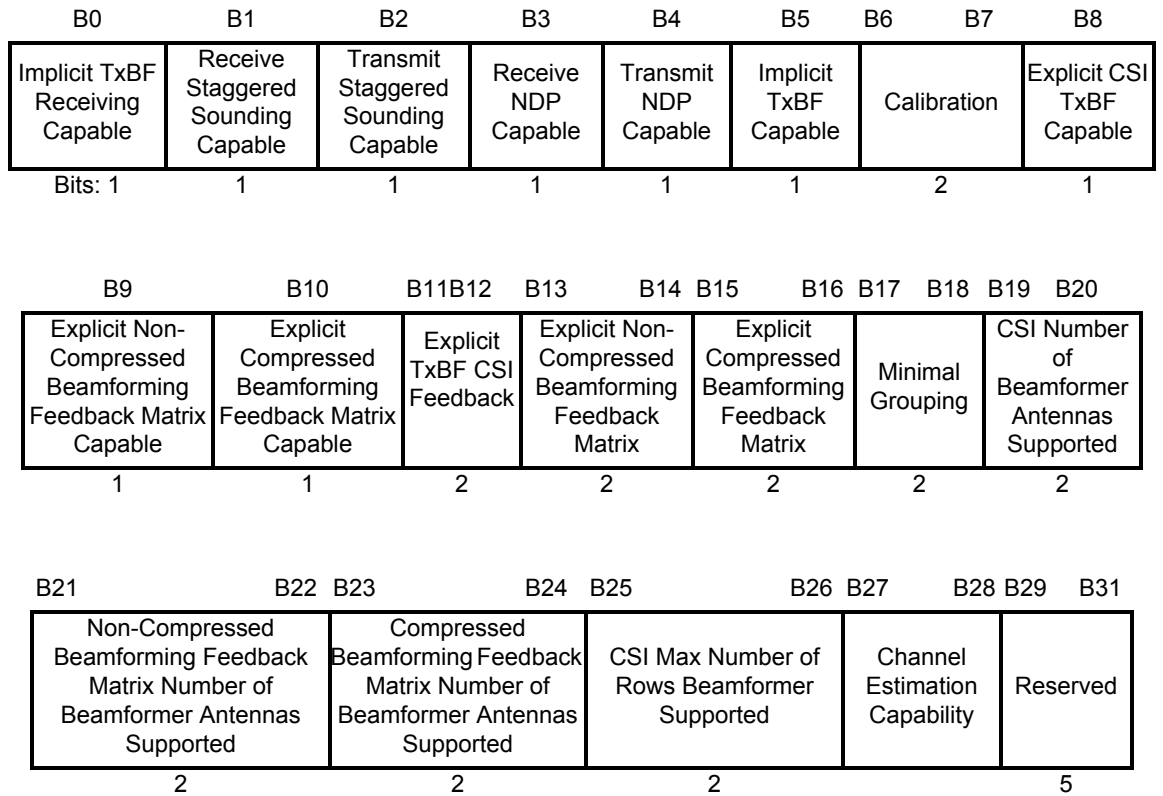 B0 B1 B2 B3 B4 B5 B6 B7 B8
Implicit TxBF
Receiving
Capable
Receive
Staggered
Sounding
Capable
Transmit
Staggered
Sounding
Capable
Receive
NDP
Capable
Transmit
NDP
Capable
Implicit
TxBF
Capable
Calibration
Explicit CSI
TxBF
Capable
Bits: 1 1 1 1 1 1 2 1
B9 B10 B11B12 B13 B14 B15 B16 B17 B18 B19 B20
Explicit Non-
Compressed
Beamforming
Feedback Matrix
Capable
Explicit
Compressed
Beamforming
Feedback Matrix
Capable
Explicit
TxBF CSI
Feedback
Explicit Non-
Compressed
Beamforming
Feedback
Matrix
Explicit
Compressed
Beamforming
Feedback
Matrix
Minimal
Grouping
CSI Number
of
Beamformer
Antennas
Supported
1 1 2 2 2 2 2
B21 B22 B23 B24 B25 B26 B27 B28 B29 B31
Non-Compressed
Beamforming Feedback
Matrix Number of
Beamformer Antennas
Supported
Compressed
Beamforming Feedback
Matrix Number of
Beamformer Antennas
Supported
CSI Max Number of
Rows Beamformer
Supported
Channel
Estimation
Capability
Reserved
2 2 2 5